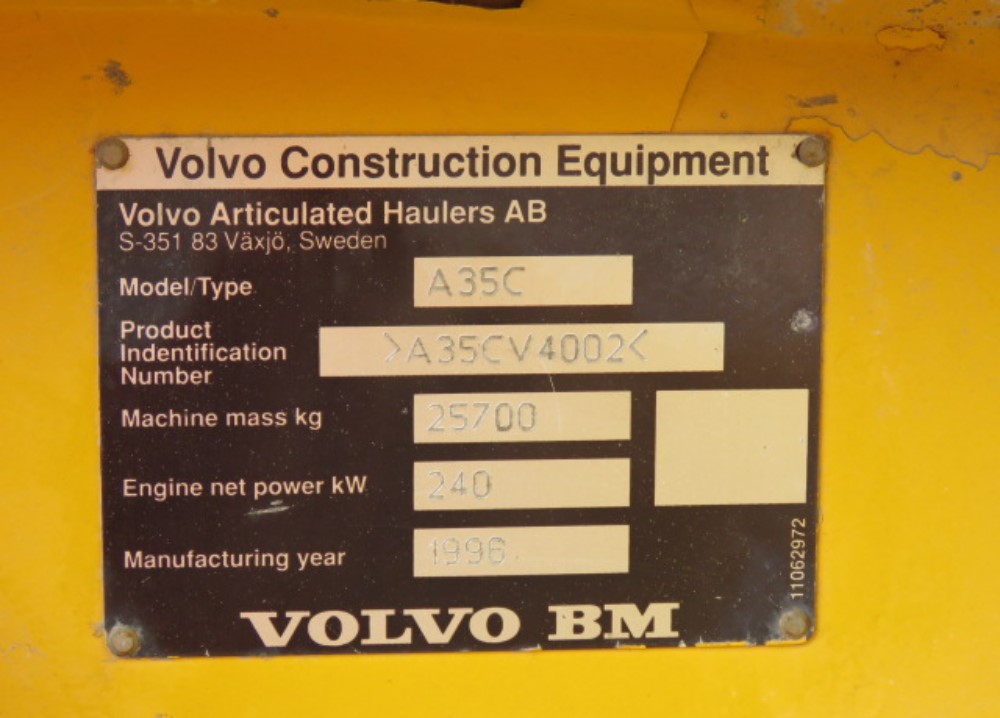 Volvo Construction Equipment
Volvo Articulated Haulers AB
S-351 83 Växjö, Sweden
Model/Type A35C
Product
Indentification
Number >A35CV4002<
Machine mass kg 25700
Engine net power kW 240
Manufacturing year 1996
11062972
VOLVO BM